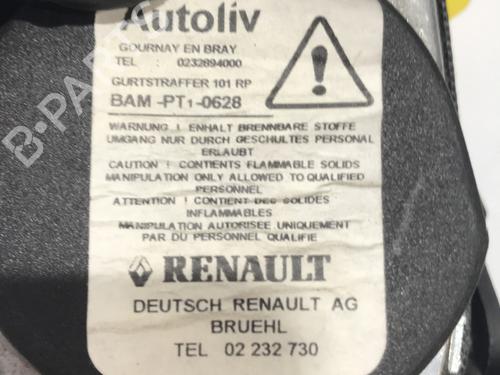 Autoliv
GOURNAY EN BRAY
TEL : 0232894000
GURTSTRAFFER 101 RP
BAM -PT1-0628
WARNUNG ! ENHALT BRENNBARE STOFFE
UMGANG NUR DURCH GESCHULTES PERSONAL
ERLAUBT
CAUTION ! CONTIENTS FLAMMABLE SOLIDS
MANIPULATION ONLY ALLOWED TO QUALIFIED
PERSONNEL
ATTENTION ! CONTIENT DES SOLIDES
INFLAMMABLES
MANIPULATION AUTORISEE UNIQUEMENT
PAR DU PERSONNEL QUALIFIE
RENAULT
DEUTSCH RENAULT AG
BRUEHL
TEL 02 232 730